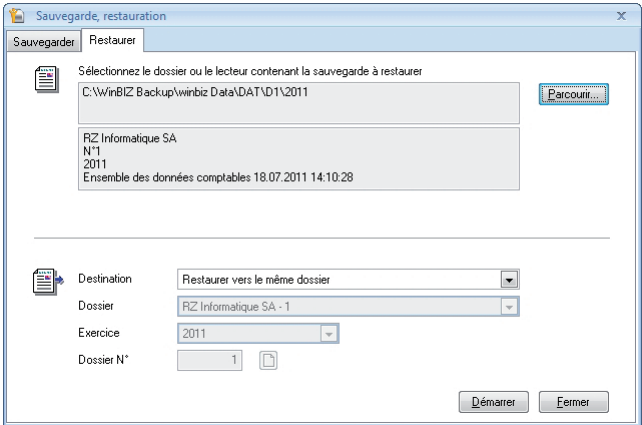 Sauvegarde, restauration
x
Sauvegarder Restaurer
Sélectionnez le dossier ou le lecteur contenant la sauvegarde à restaurer
C:\WinBIZ Backup\winbiz Data\DAT\D1\2011
Parcourir...
RZ Informatique SA
N°1
2011
Ensemble des données comptables 18.07.2011 14:10:28
Destination Restaurer vers le même dossier
Dossier RZ Informatique SA - 1
Exercice 2011
Dossier N° 1
Démarrer Fermer